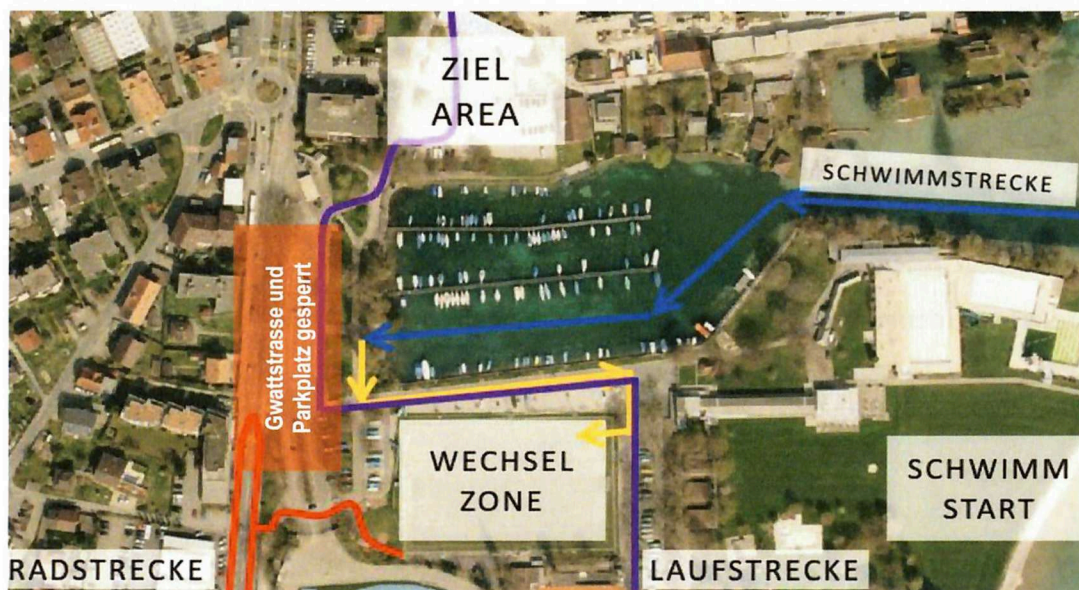 ZIEL
AREA
SCHWIMMSTRECKE
Gwattstrasse und
Parkplatz gesperrt
WECHSEL
ZONE
SCHWIMM
START
RADSTRECKE
LAUFSTRECKE